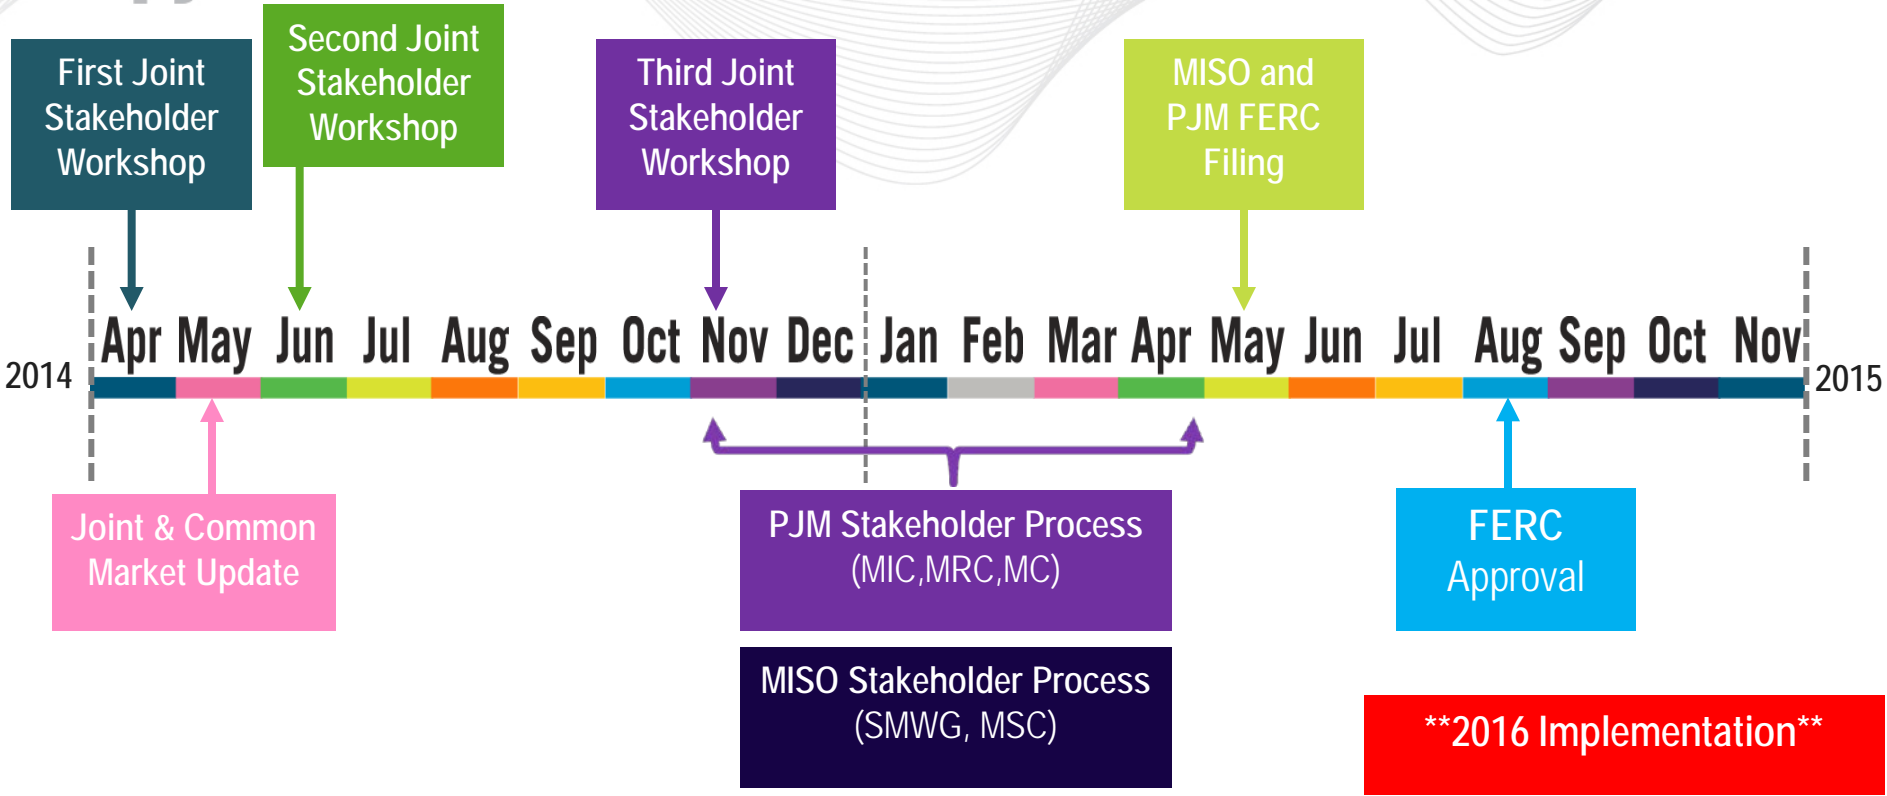 First Joint
Stakeholder
Workshop
Second Joint
Stakeholder
Workshop
Third Joint
Stakeholder
Workshop
MISO and
PJM FERC
Filing
2014 Apr May Jun Jul Aug Sep Oct Nov Dec Jan Feb Mar Apr May Jun Jul Aug Sep Oct Nov 2015
Joint & Common
Market Update
PJM Stakeholder Process
(MIC,MRC,MC)
FERC
Approval
MISO Stakeholder Process
(SMWG, MSC)
**2016 Implementation**